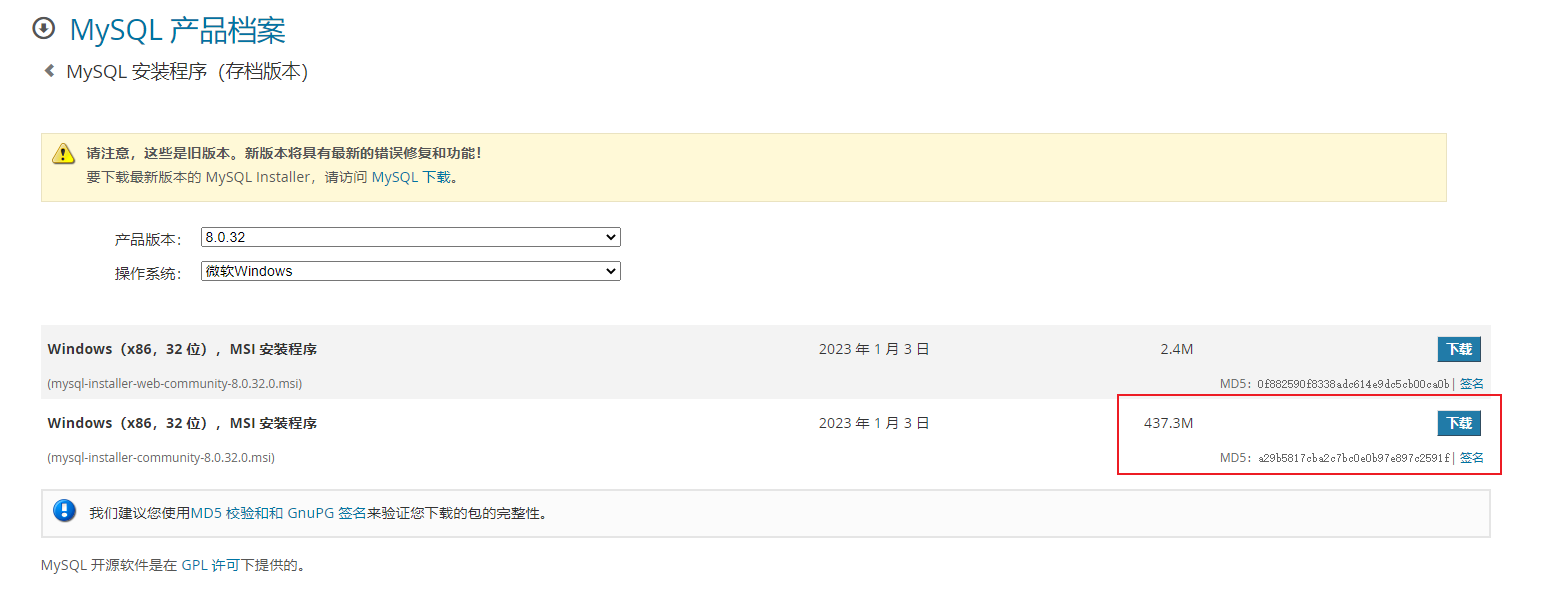 MySQL 产品档案
MySQL 安装程序（存档版本）
请注意，这些是旧版本。新版本将具有最新的错误修复和功能！
要下载最新版本的 MySQL Installer，请访问 MySQL 下载。
产品版本： 8.0.32
操作系统： 微软Windows
Windows（x86，32 位），MSI 安装程序 2023 年 1 月 3 日 2.4M 下载
(mysql-installer-web-community-8.0.32.0.msi) MD5：0f882590f8338adc614e9dc5cb00ca0b | 签名
Windows（x86，32 位），MSI 安装程序 2023 年 1 月 3 日 437.3M 下载
(mysql-installer-community-8.0.32.0.msi) MD5：a29b5817cba2c7bc0e0b97e897c2591f | 签名
我们建议您使用MD5 校验和和 GnuPG 签名来验证您下载的包的完整性。
MySQL 开源软件是在 GPL 许可下提供的。